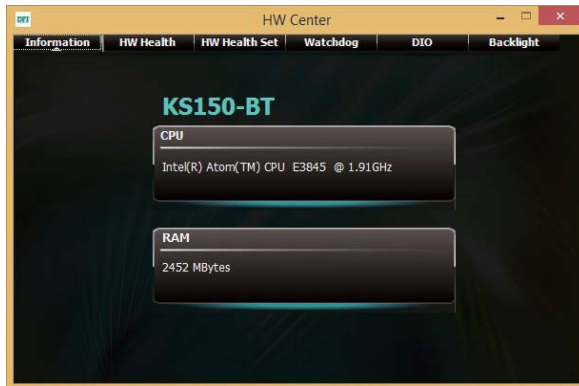 DFI
HW Center
Information HW Health HW Health Set Watchdog DIO Backlight
KS150-BT
CPU
Intel(R) Atom(TM) CPU E3845 @ 1.91GHz
RAM
2452 MBytes